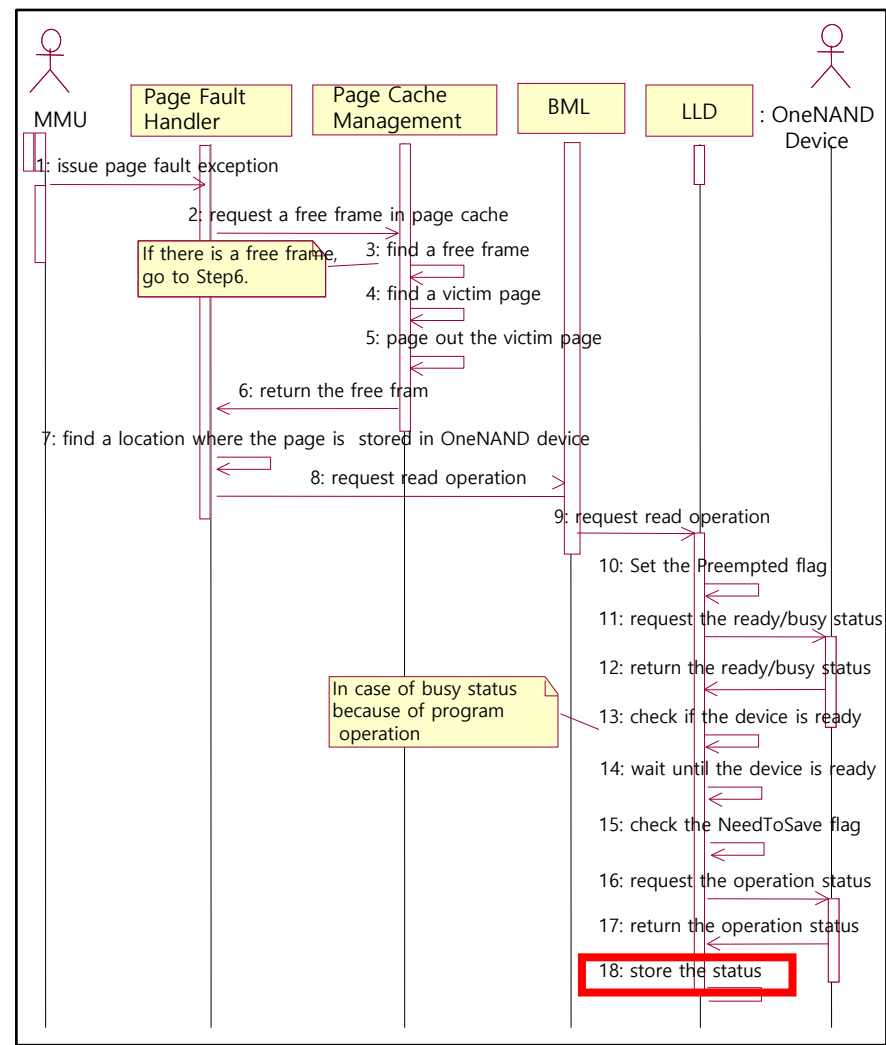 MMU
Page Fault
Handler
Page Cache
Management
BML
LLD
: OneNAND
Device
1: issue page fault exception
2: request a free frame in page cache
If there is a free frame,
go to Step6.
3: find a free frame
4: find a victim page
5: page out the victim page
6: return the free fram
7: find a location where the page is stored in OneNAND device
8: request read operation
9: request read operation
10: Set the Preempted flag
11: request the ready/busy status
12: return the ready/busy status
In case of busy status
because of program
operation
13: check if the device is ready
14: wait until the device is ready
15: check the NeedToSave flag
16: request the operation status
17: return the operation status
18: store the status